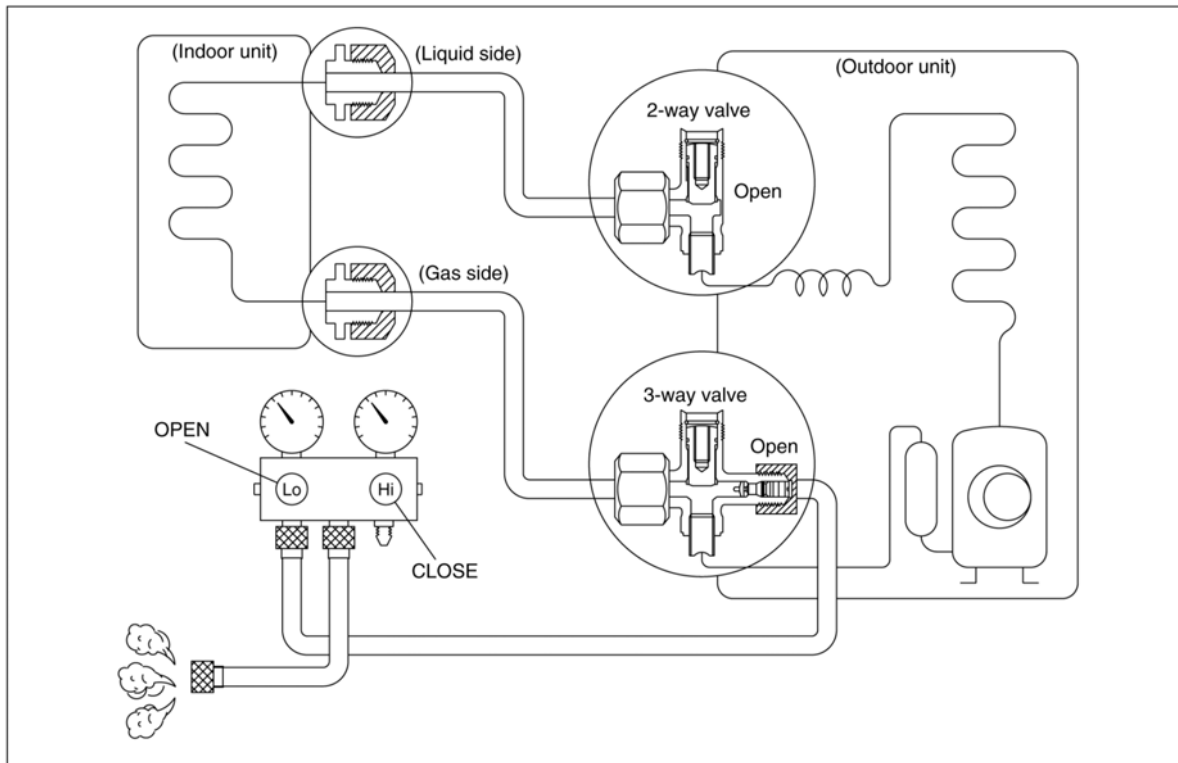 (Indoor unit)
(Liquid side)
(Outdoor unit)
2-way valve
Open
(Gas side)
3-way valve
Open
OPEN
Lo
Hi
CLOSE